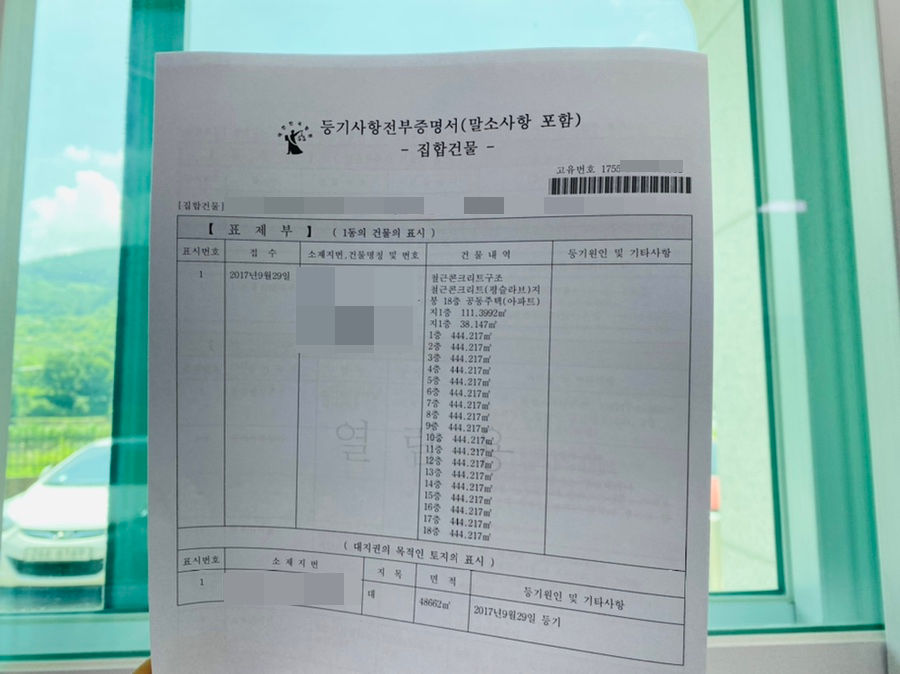 등기사항전부증명서(말소사항 포함)
- 집합건물 -
고유번호 1755
[집합건물]
【 표 제 부 】 ( 1동의 건물의 표시 )
표시번호 접 수 소재지번,건물명칭 및 번호 건 물 내 역 등기원인 및 기타사항
1 2017년9월29일 철근콘크리트구조
철근콘크리트(평슬라브)지
붕 18층 공동주택(아파트)
지1층 111.3992㎡
지1층 38.147㎡
1층 444.217㎡
2층 444.217㎡
3층 444.217㎡
4층 444.217㎡
5층 444.217㎡
6층 444.217㎡
7층 444.217㎡
8층 444.217㎡
9층 444.217㎡
10층 444.217㎡
11층 444.217㎡
12층 444.217㎡
13층 444.217㎡
14층 444.217㎡
15층 444.217㎡
16층 444.217㎡
17층 444.217㎡
18층 444.217㎡
열 람 용
( 대지권의 목적인 토지의 표시 )
표시번호 소 재 지 번 지 목 면 적 등기원인 및 기타사항
1 대 48662㎡ 2017년9월29일 등기